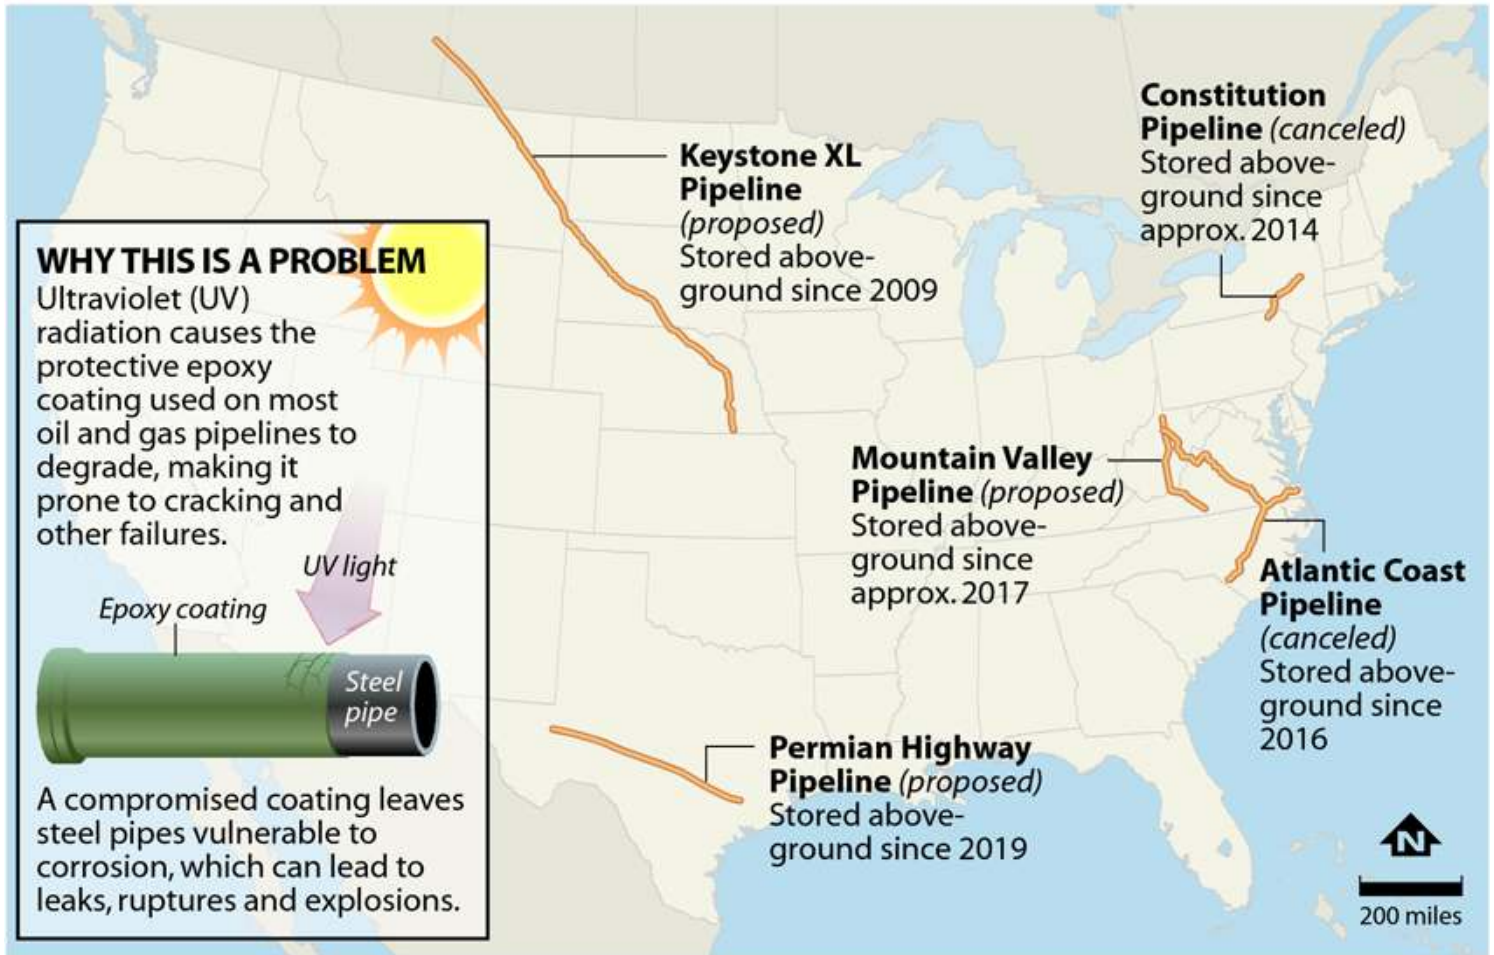 WHY THIS IS A PROBLEM
Ultraviolet (UV)
radiation causes the
protective epoxy
coating used on most
oil and gas pipelines to
degrade, making it
prone to cracking and
other failures.
UV light
Epoxy coating
Steel
pipe
A compromised coating leaves
steel pipes vulnerable to
corrosion, which can lead to
leaks, ruptures and explosions.
Keystone XL
Pipeline
(proposed)
Stored above-
ground since 2009
Constitution
Pipeline (canceled)
Stored above-
ground since
approx. 2014
Mountain Valley
Pipeline (proposed)
Stored above-
ground since
approx. 2017
Atlantic Coast
Pipeline
(canceled)
Stored above-
ground since
2016
Permian Highway
Pipeline (proposed)
Stored above-
ground since 2019
N
200 miles